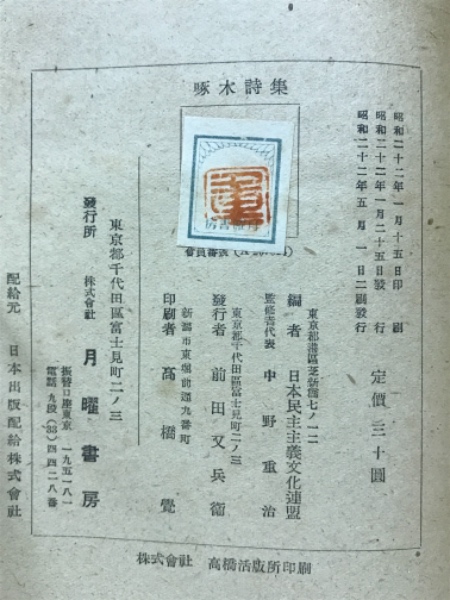 啄木詩集
昭和二十二年一月十五日印刷
昭和二十二年一月二十五日發行
昭和二十二年五月一日二刷發行
定價三十圓
東京都港區芝新橋七ノ一二
編者 日本民主主義文化連盟
監修者代表 中野重治
東京都千代田區富士見町二ノ三
發行者 前田又兵衞
新潟市東堀前通九番町
印刷者 高橋覺
東京都千代田區富士見町二ノ三
發行所 株式會社 月曜書房
振替口座東京一九五一八一
電話九段(33)四四二八番
配給元 日本出版配給株式會社
株式會社 高橋活版所印刷